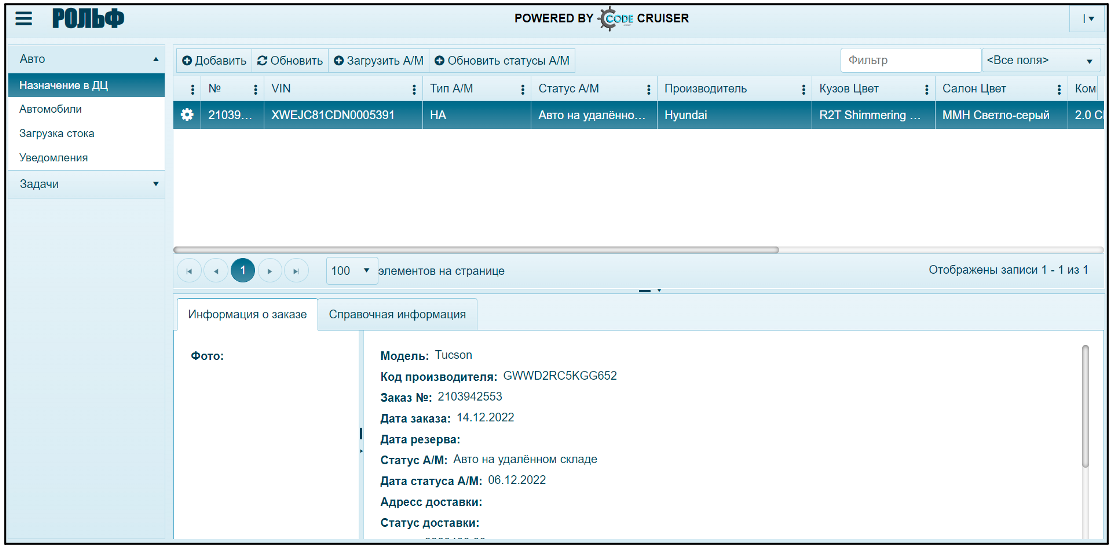 РОЛЬФ
POWERED BY CODE CRUISER
Авто
Назначение в ДЦ
Автомобили
Загрузка стока
Уведомления
Задачи
Добавить Обновить Загрузить А/М Обновить статусы А/М Фильтр <Все поля>
№ VIN Тип А/М Статус А/М Производитель Кузов Цвет Салон Цвет Ком
21039... XWEJC81CDN0005391 НА Авто на удалённо... Hyundai R2T Shimmering ... MMH Светло-серый 2.0 C
1 100 элементов на странице Отображены записи 1 - 1 из 1
Информация о заказе Справочная информация
Фото:
Модель: Tucson
Код производителя: GWWD2RC5KGG652
Заказ №: 2103942553
Дата заказа: 14.12.2022
Дата резерва:
Статус А/М: Авто на удалённом складе
Дата статуса А/М: 06.12.2022
Адресс доставки:
Статус доставки: